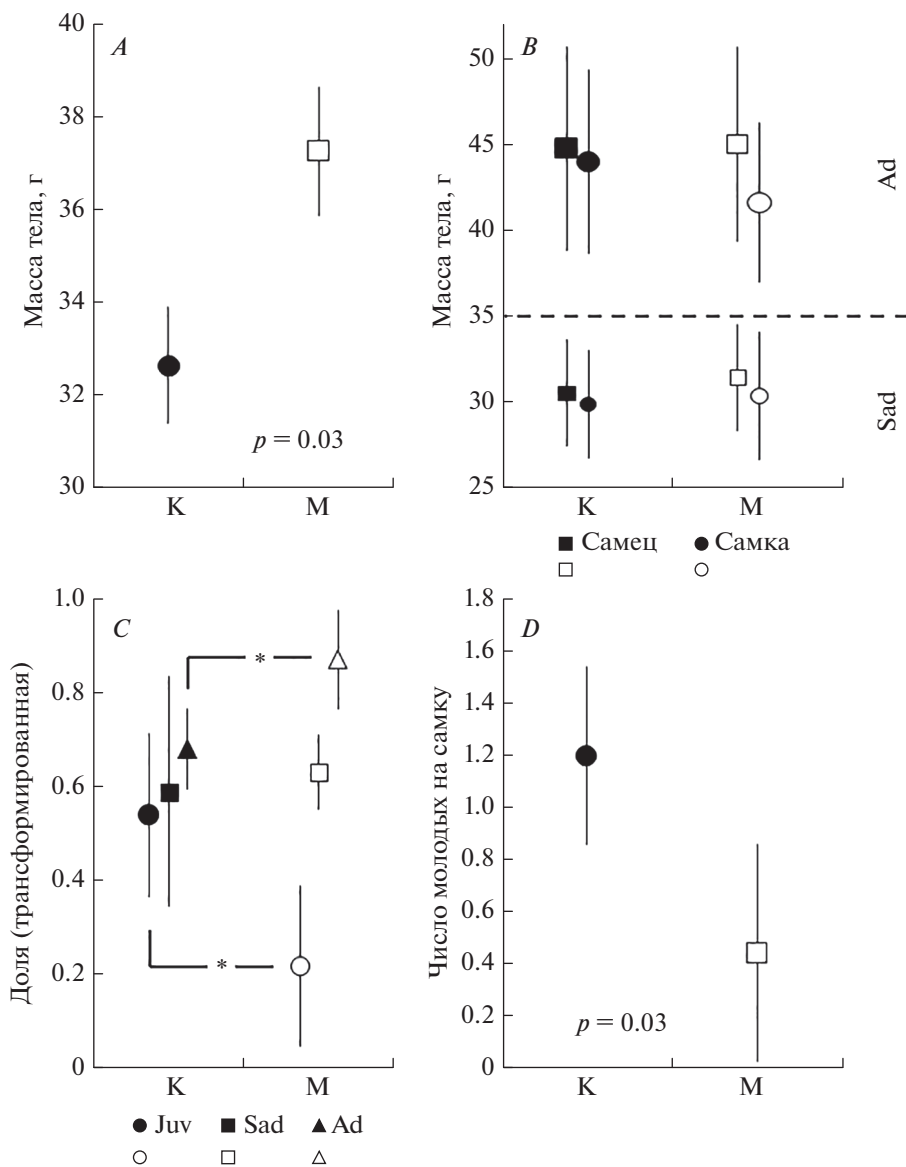 A
Масса тела, г
40
38
36
34
32
30
p = 0.03
К М
B
Масса тела, г
50
45
40
35
30
25
Ad
Sad
К М
Самец Самка
C
Доля (трансформированная)
1.0
0.8
0.6
0.4
0.2
0
*
*
К М
Juv Sad Ad
D
Число молодых на самку
1.8
1.6
1.4
1.2
1.0
0.8
0.6
0.4
0.2
0
p = 0.03
К М